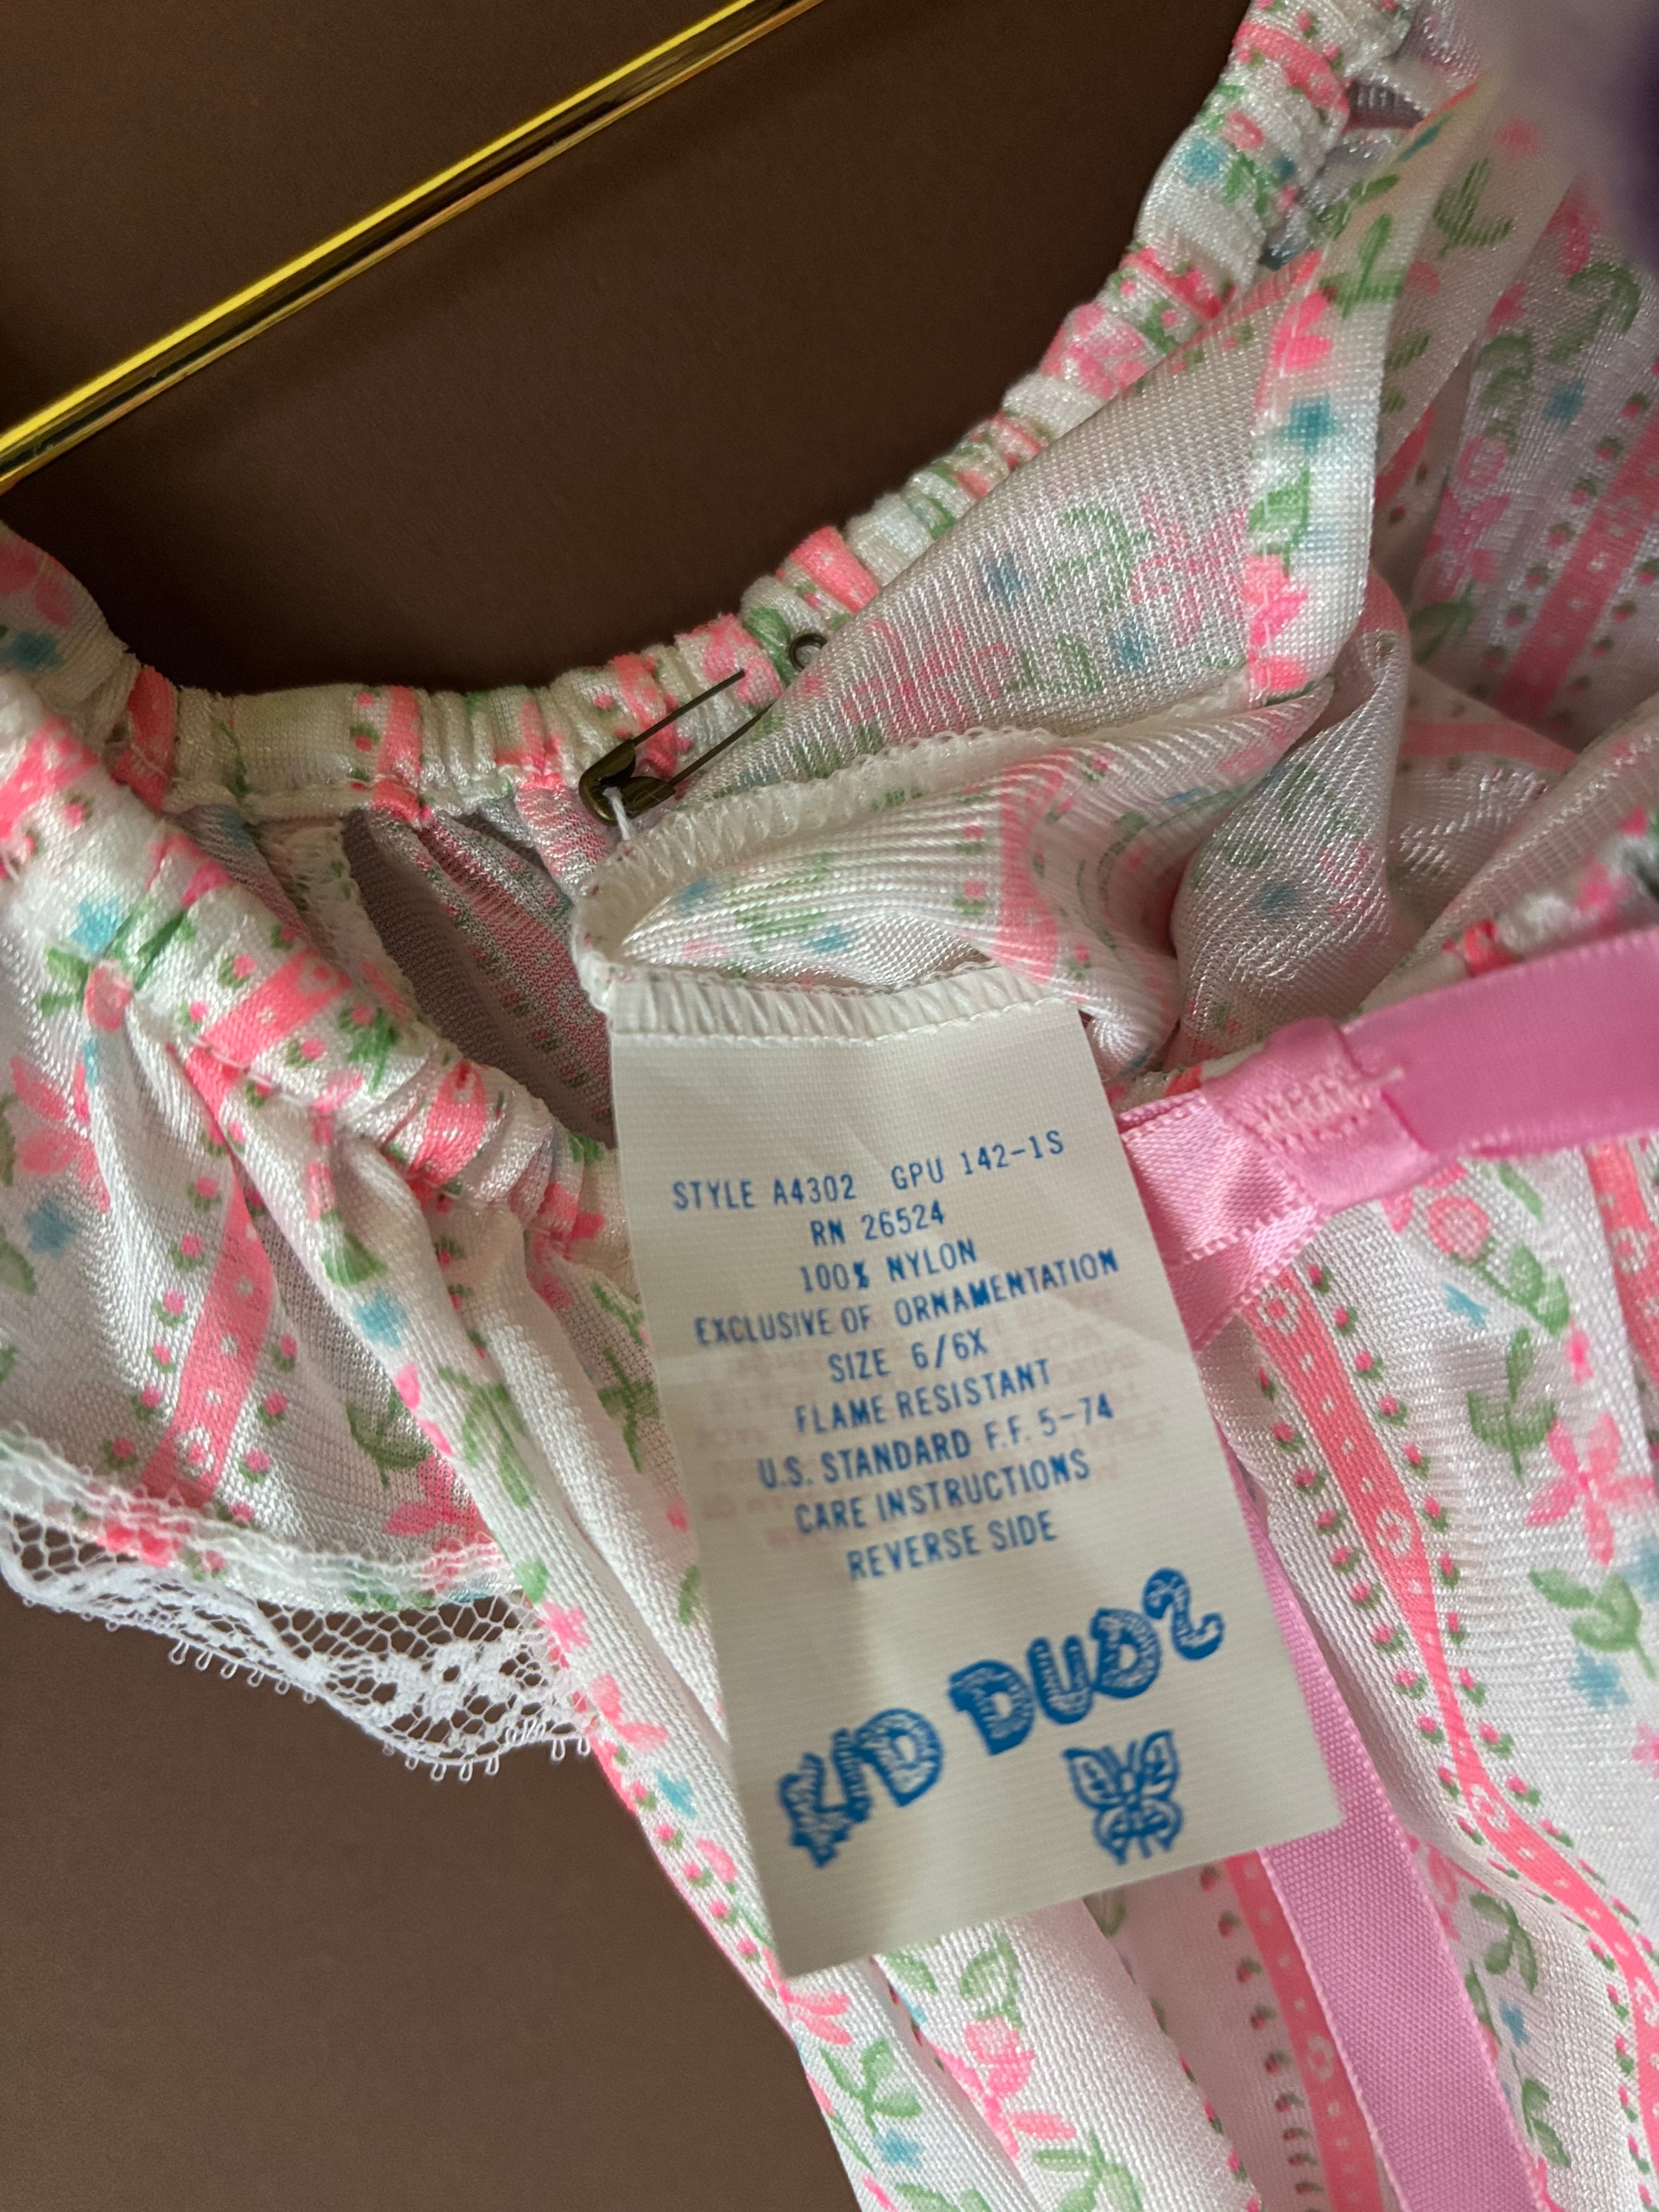 STYLE A4302 GPU 142-1S
RN 26524
100% NYLON
EXCLUSIVE OF ORNAMENTATION
SIZE 6/6X
FLAME RESISTANT
U.S. STANDARD F.F. 5-74
CARE INSTRUCTIONS
REVERSE SIDE
KID DUDZ